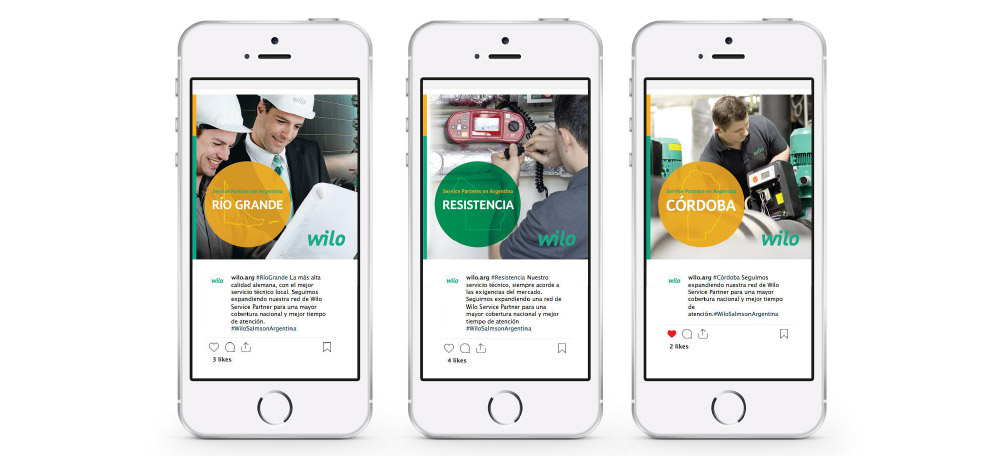 wilo
Service Partners en Argentina
RÍO GRANDE
wilo
wilo
wilo.arg #RíoGrande La más alta
calidad alemana, con el mejor
servicio técnico local. Seguimos
expandiendo nuestra red de Wilo
Service Partner para una mayor
cobertura nacional y mejor tiempo
de atención.
#WiloSalmsonArgentina
3 likes
Service Partners en Argentina
RESISTENCIA
wilo
wilo
wilo.arg #Resistencia Nuestro
servicio técnico, siempre acorde a
las exigencias del mercado.
Seguimos expandiendo una red de
Wilo Service Partner para una
mayor cobertura nacional y mejor
tiempo de atención
#WiloSalmsonArgentina
4 likes
wilo
Service Partners en Argentina
CÓRDOBA
wilo
wilo
wilo.arg #Córdoba Seguimos
expandiendo nuestra red de Wilo
Service Partner para una mayor
cobertura nacional y mejor tiempo
de
atención.#WiloSalmsonArgentina
2 likes